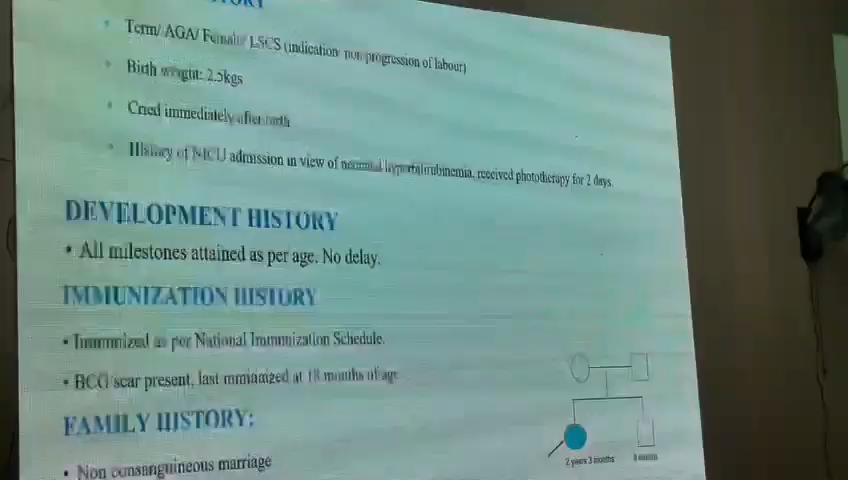 Term/ AGA/ Female/ LSCS (indication: non progression of labour)
Birth weight: 2.5kgs
Cried immediately after birth
History of NICU admission in view of neonatal hyperbilirubinemia, received phototherapy for 2 days.
DEVELOPMENT HISTORY
• All milestones attained as per age. No delay.
IMMUNIZATION HISTORY
• Immunized as per National Immunization Schedule.
• BCG scar present, last immunized at 18 months of age
FAMILY HISTORY:
• Non consanguineous marriage
2 years 3 months